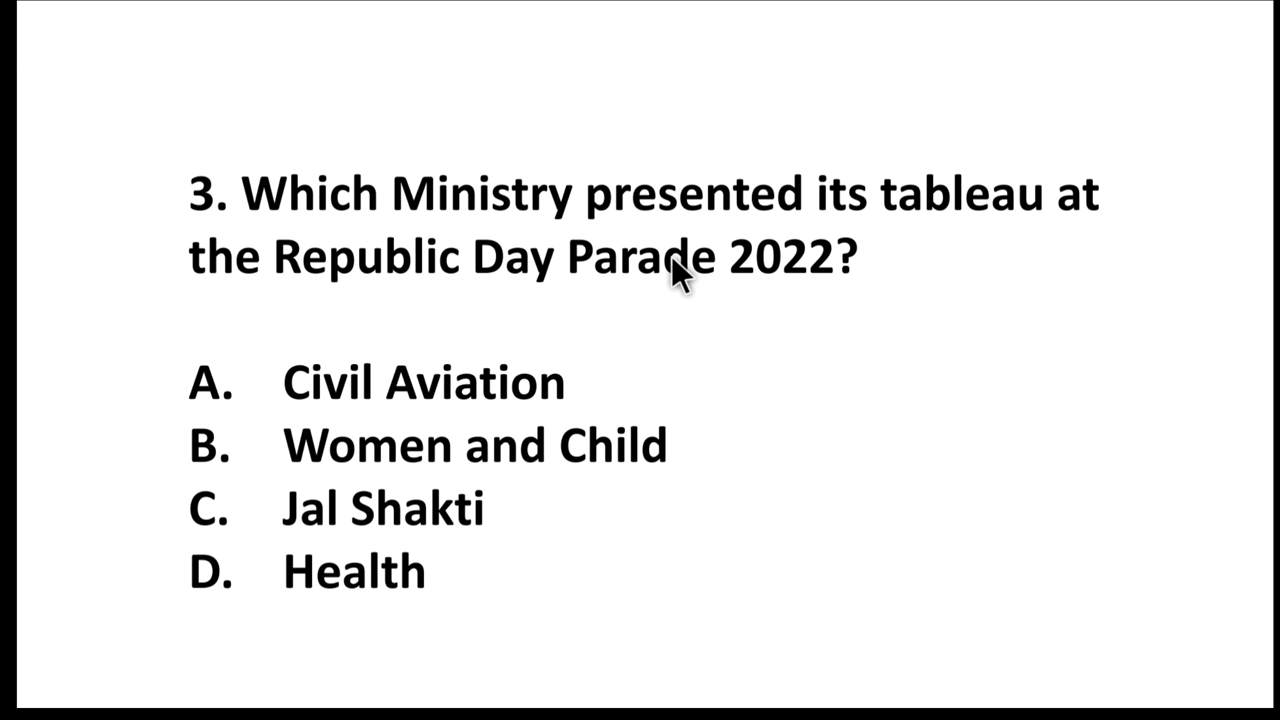 3. Which Ministry presented its tableau at
the Republic Day Parade 2022?
A. Civil Aviation
B. Women and Child
C. Jal Shakti
D. Health